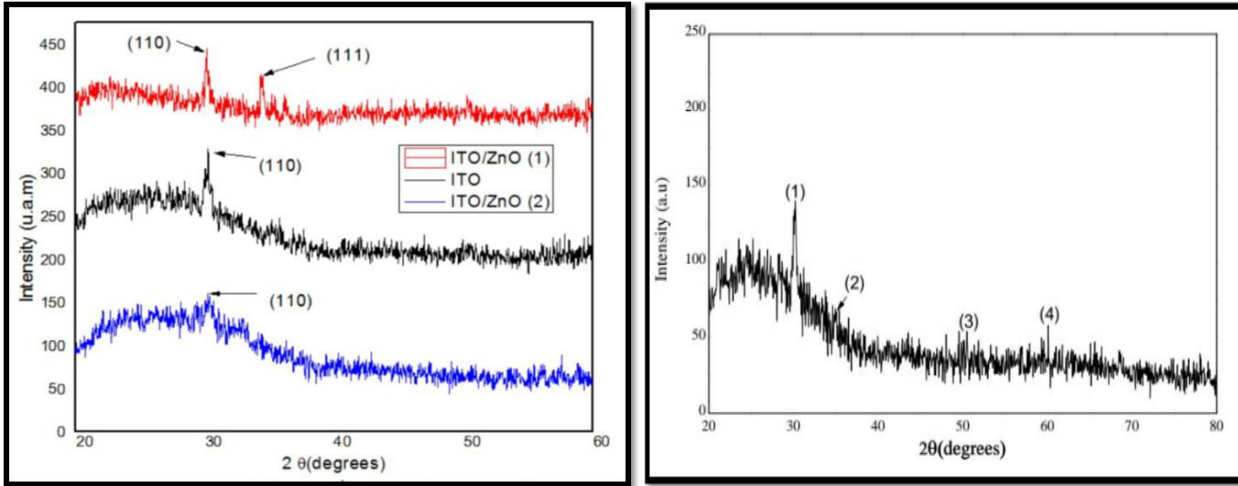 450
400
350
300
250
200
150
100
50
0
Intensity (u.a.m)
(110)
(111)
(110)
(110)
ITO/ZnO (1)
ITO
ITO/ZnO (2)
20 30 40 50 60
2 θ(degrees)
250
200
150
100
50
0
Intensity (a.u)
(1)
(2)
(3)
(4)
20 30 40 50 60 70 80
2θ(degrees)